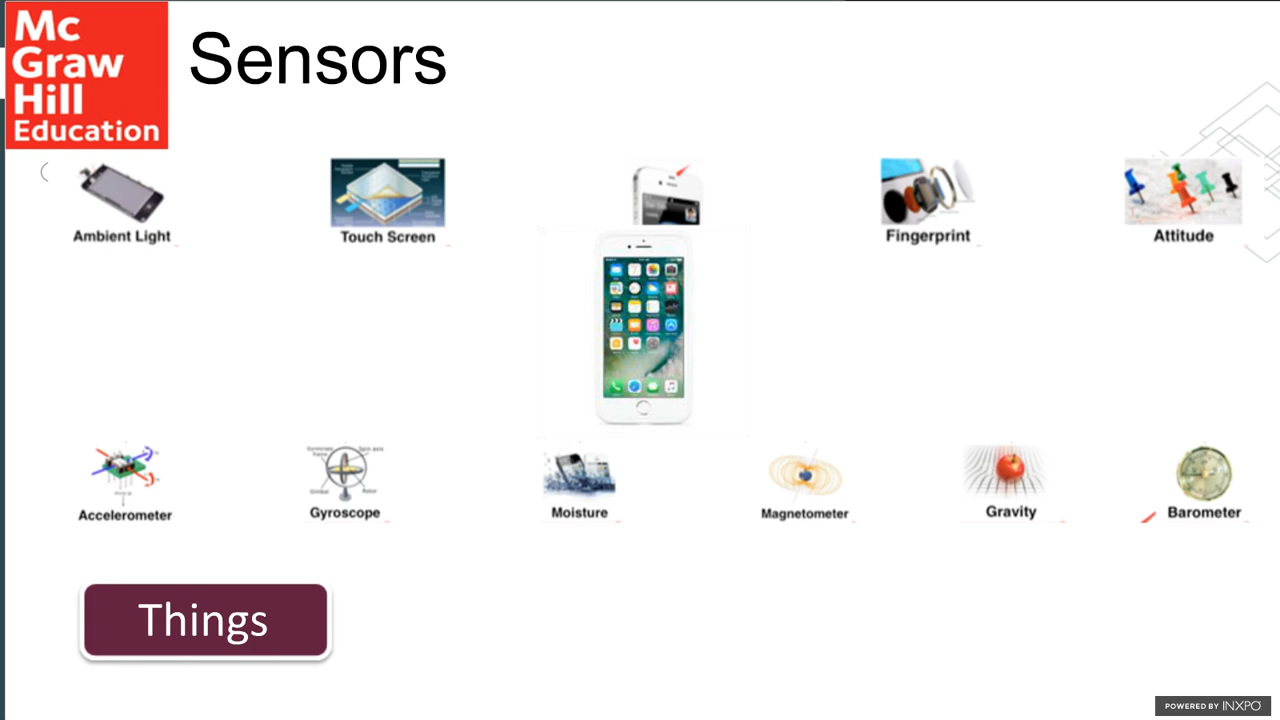 Mc
Graw
Hill
Education
Sensors
Ambient Light
Touch Screen
Fingerprint
Attitude
Accelerometer
Gyroscope
Moisture
Magnetometer
Gravity
Barometer
Things
POWERED BY INXPO